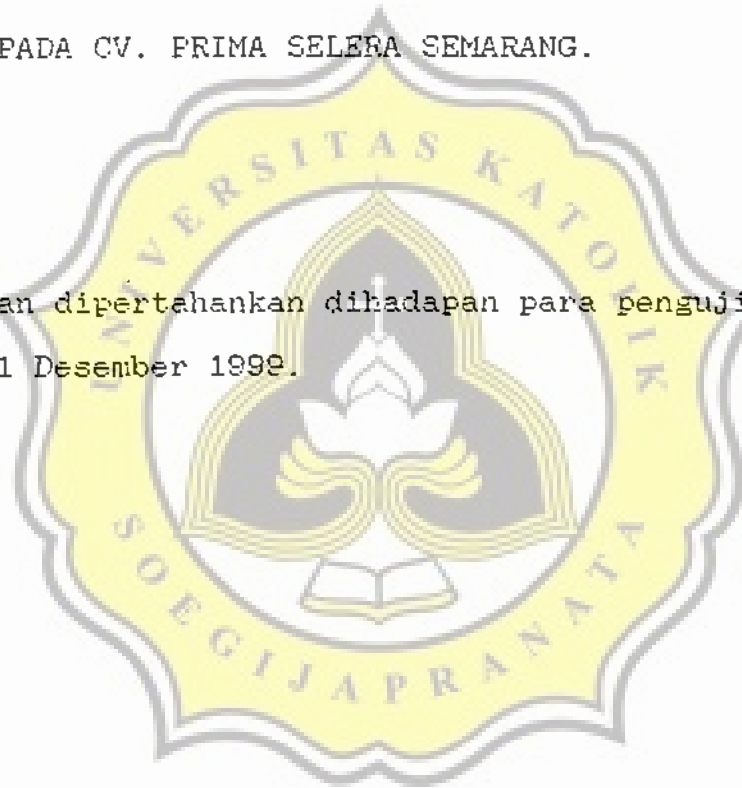 PADA CV. PRIMA SELERA SEMARANG.
UNIVERSITAS KATOLIK
an dipertahankan dihadapan para penguji
1 Desember 1999.
SOEGIJAPRANATA